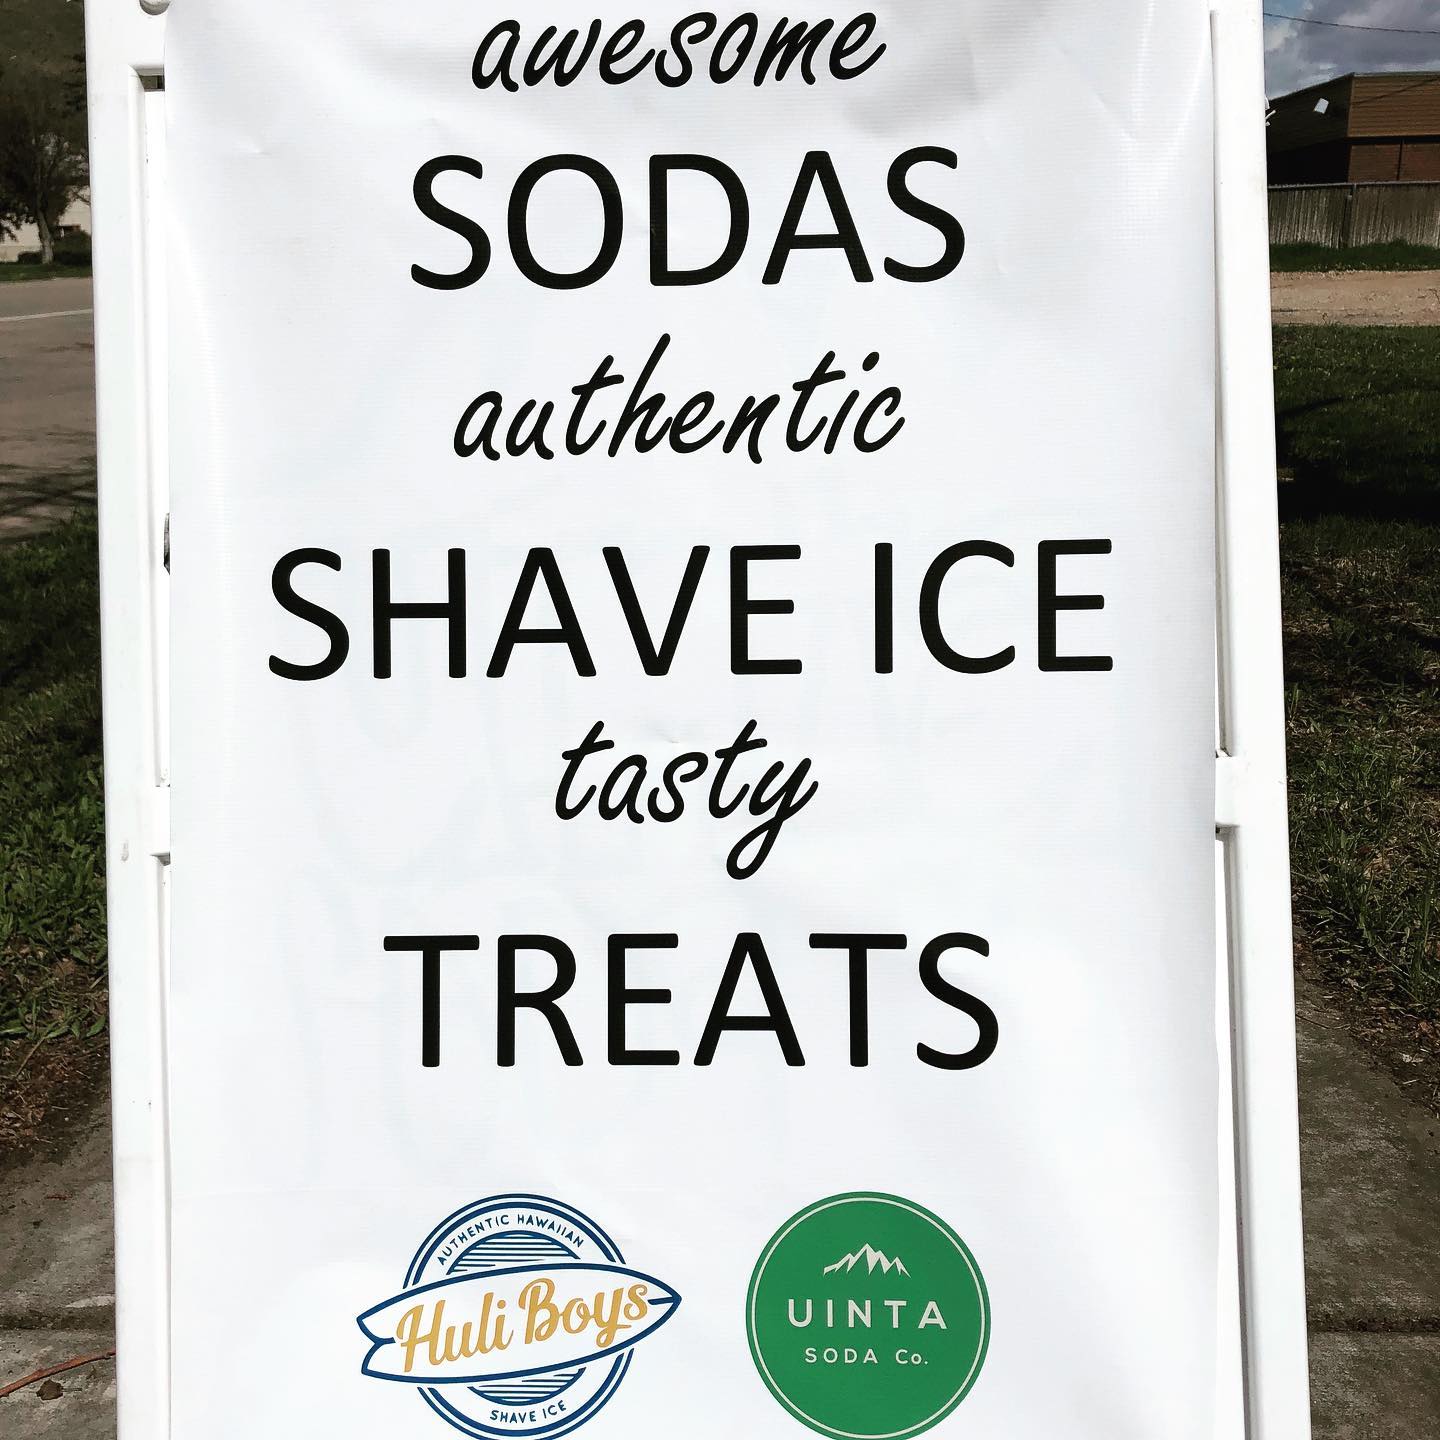 awesome
SODAS
authentic
SHAVE ICE
tasty
TREATS
AUTHENTIC HAWAIIAN
Huli Boys
SHAVE ICE
UINTA
SODA Co.